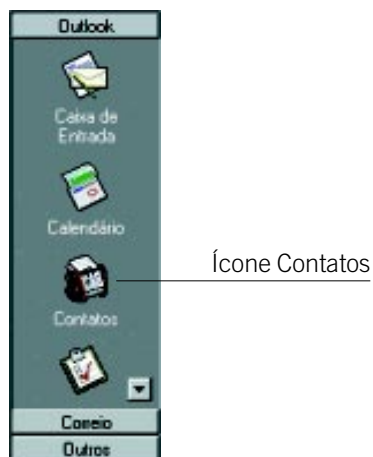 Outlook
Caixa de
Entrada
Calendário
Ícone Contatos
Contatos
Correio
Outros